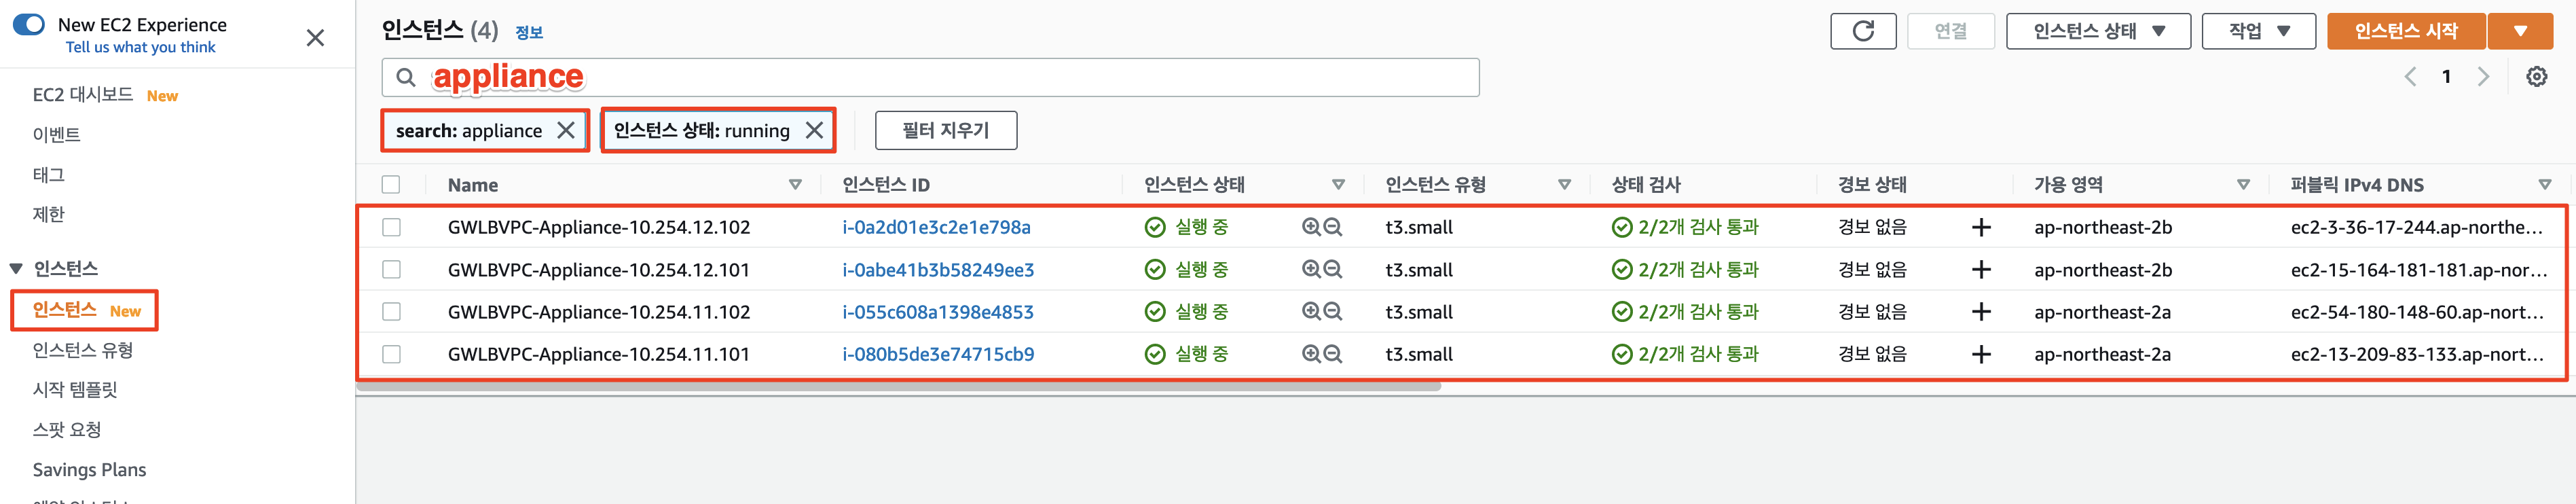 New EC2 Experience
Tell us what you think
EC2 대시보드 New
이벤트
태그
제한
인스턴스
인스턴스 New
인스턴스 유형
시작 템플릿
스팟 요청
Savings Plans
인스턴스 (4) 정보
연결 인스턴스 상태 작업 인스턴스 시작
appliance
1
search: appliance 인스턴스 상태: running 필터 지우기
Name 인스턴스 ID 인스턴스 상태 인스턴스 유형 상태 검사 경보 상태 가용 영역 퍼블릭 IPv4 DNS
GWLBVPC-Appliance-10.254.12.102 i-0a2d01e3c2e1e798a 실행 중 t3.small 2/2개 검사 통과 경보 없음 ap-northeast-2b ec2-3-36-17-244.ap-northe...
GWLBVPC-Appliance-10.254.12.101 i-0abe41b3b58249ee3 실행 중 t3.small 2/2개 검사 통과 경보 없음 ap-northeast-2b ec2-15-164-181-181.ap-nor...
GWLBVPC-Appliance-10.254.11.102 i-055c608a1398e4853 실행 중 t3.small 2/2개 검사 통과 경보 없음 ap-northeast-2a ec2-54-180-148-60.ap-nort...
GWLBVPC-Appliance-10.254.11.101 i-080b5de3e74715cb9 실행 중 t3.small 2/2개 검사 통과 경보 없음 ap-northeast-2a ec2-13-209-83-133.ap-nort...